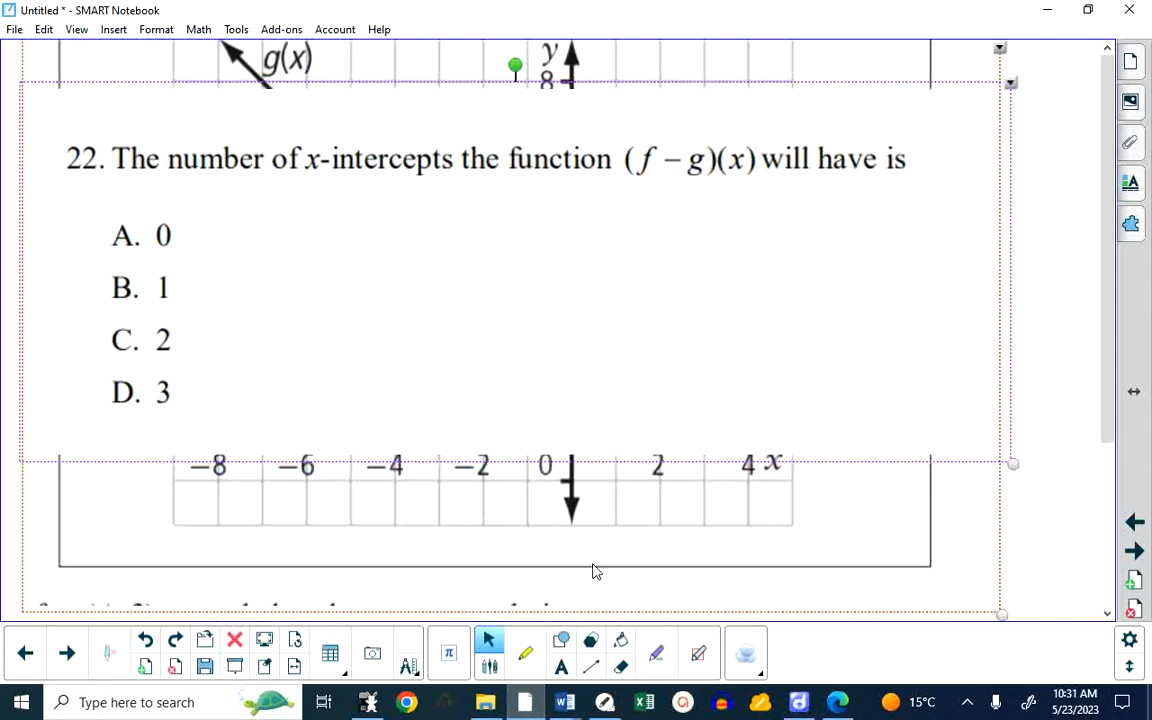 Untitled * - SMART Notebook
File Edit View Insert Format Math Tools Add-ons Account Help
g(x)
y
8
22. The number of x-intercepts the function (f − g)(x) will have is
A. 0
B. 1
C. 2
D. 3
−8 −6 −4 −2 0 2 4 x
π
A
Type here to search
15°C
10:31 AM
5/23/2023